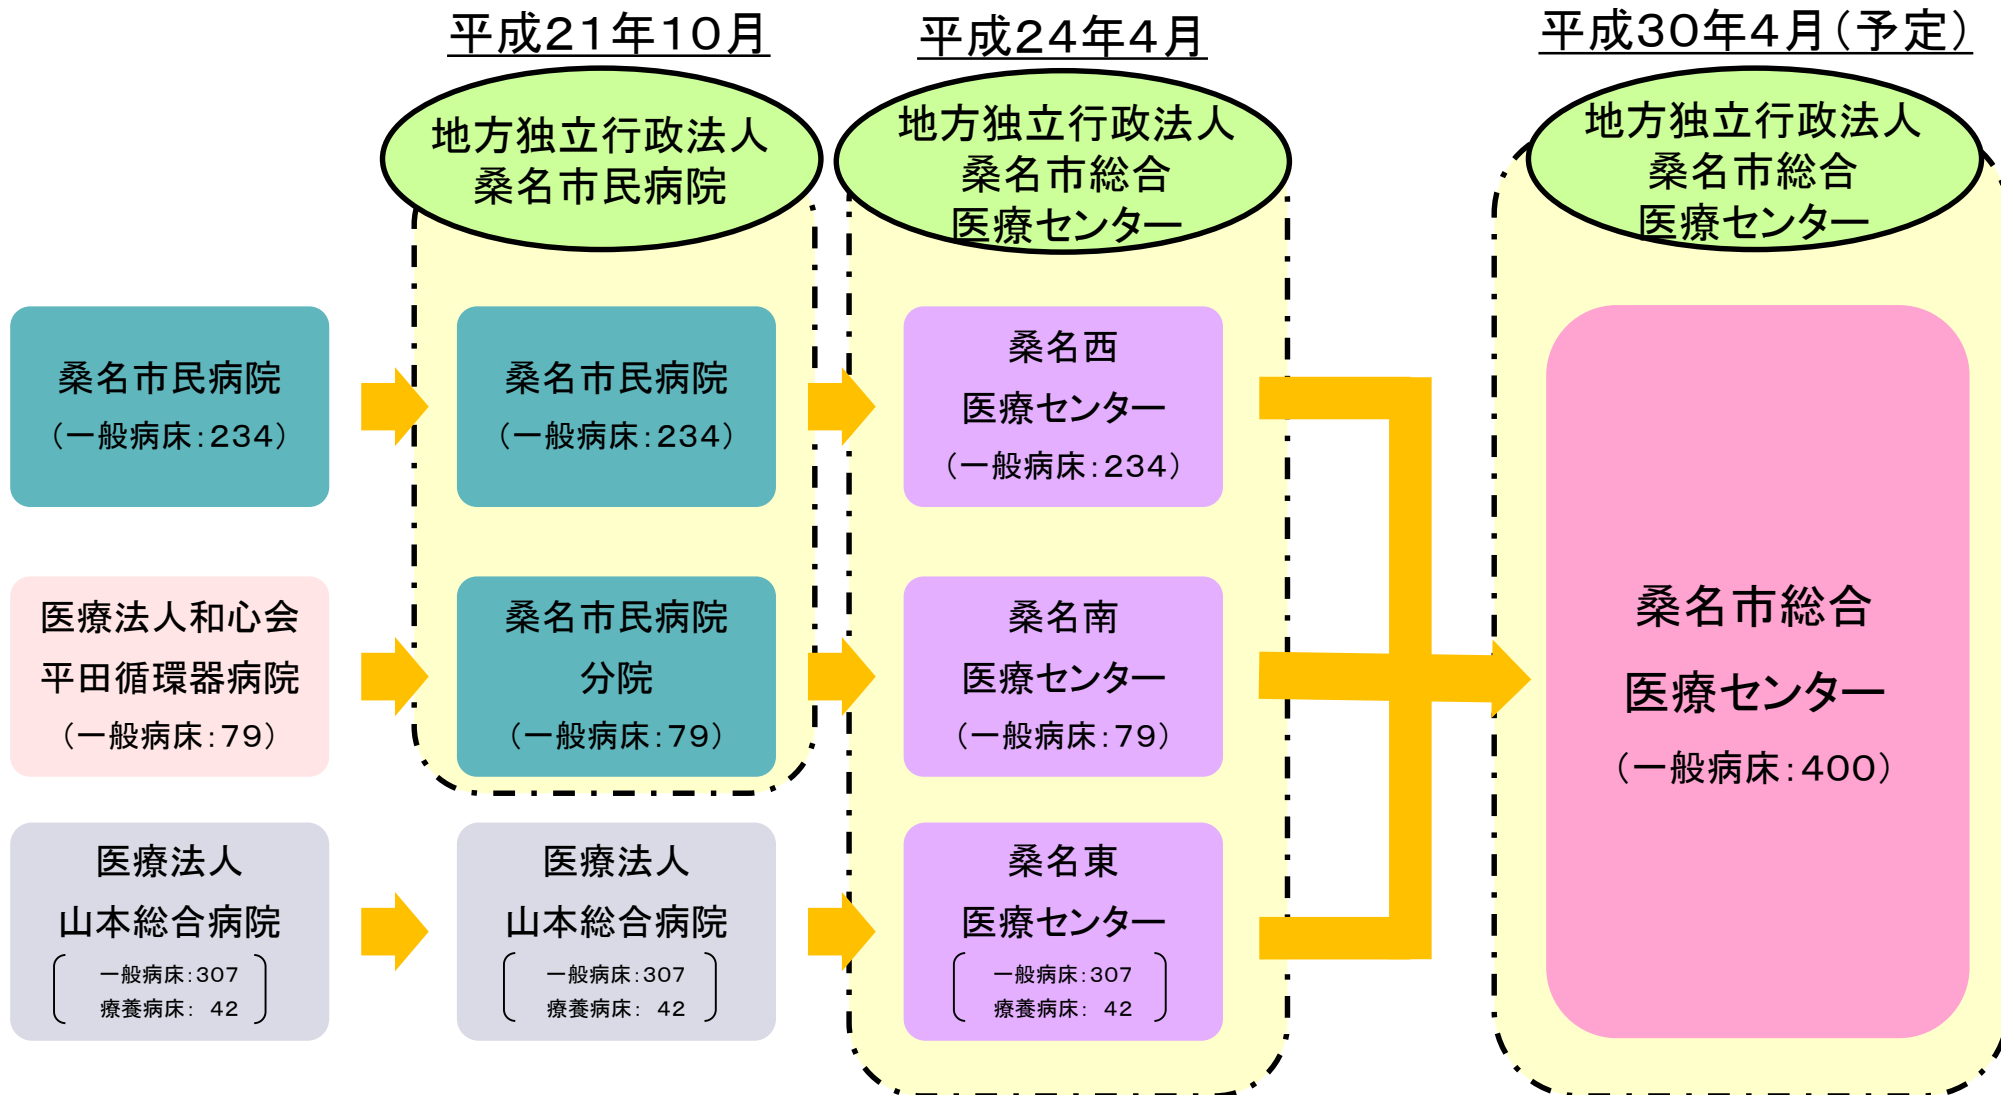 平成21年10月
平成24年4月
平成30年4月(予定)
地方独立行政法人
桑名市民病院
地方独立行政法人
桑名市総合
医療センター
地方独立行政法人
桑名市総合
医療センター
桑名市民病院
(一般病床:234)
桑名市民病院
(一般病床:234)
桑名西
医療センター
(一般病床:234)
医療法人和心会
平田循環器病院
(一般病床:79)
桑名市民病院
分院
(一般病床:79)
桑名南
医療センター
(一般病床:79)
医療法人
山本総合病院
一般病床:307
療養病床: 42
医療法人
山本総合病院
一般病床:307
療養病床: 42
桑名東
医療センター
一般病床:307
療養病床: 42
桑名市総合
医療センター
(一般病床:400)